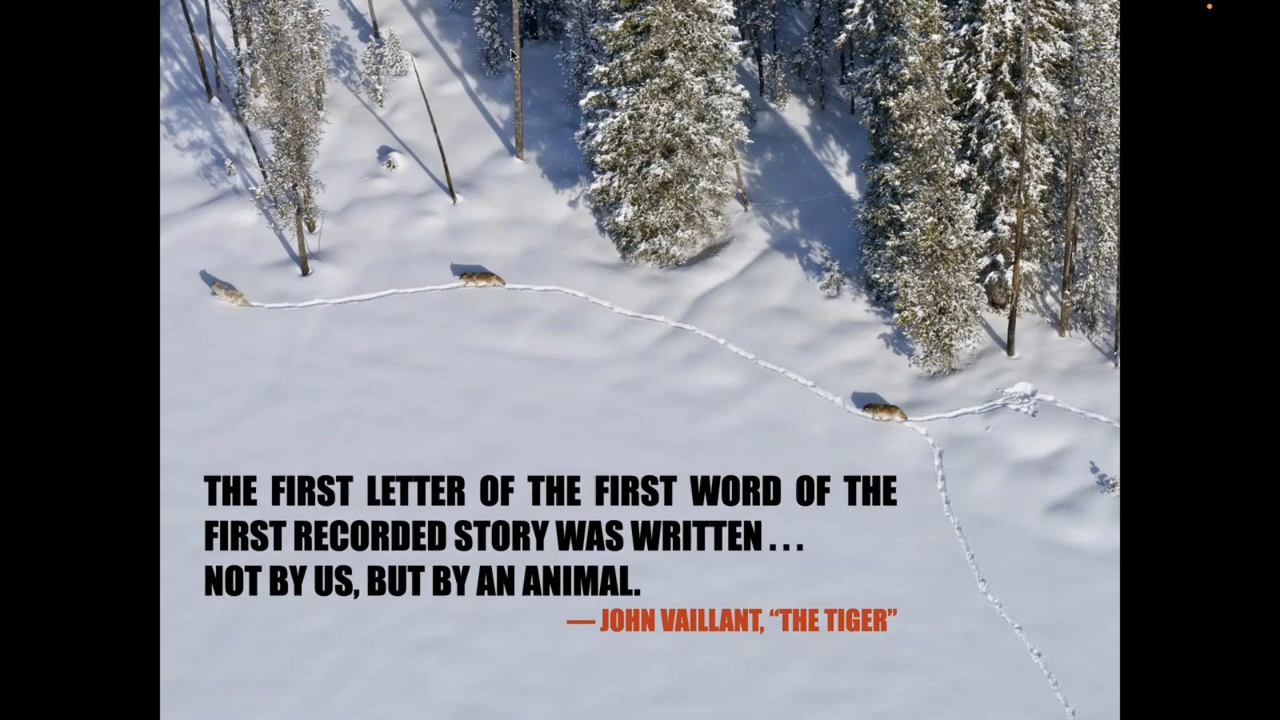 THE FIRST LETTER OF THE FIRST WORD OF THE
FIRST RECORDED STORY WAS WRITTEN . . .
NOT BY US, BUT BY AN ANIMAL.
— JOHN VAILLANT, “THE TIGER”